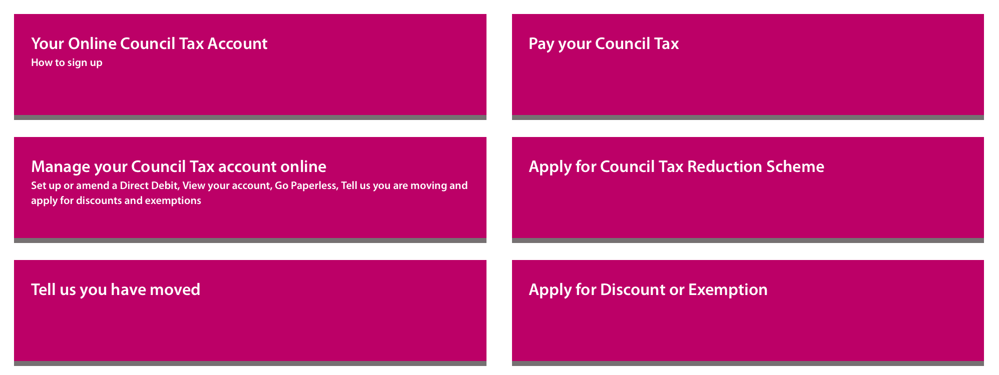 Your Online Council Tax Account
How to sign up
Pay your Council Tax
Manage your Council Tax account online
Set up or amend a Direct Debit, View your account, Go Paperless, Tell us you are moving and
apply for discounts and exemptions
Apply for Council Tax Reduction Scheme
Tell us you have moved
Apply for Discount or Exemption